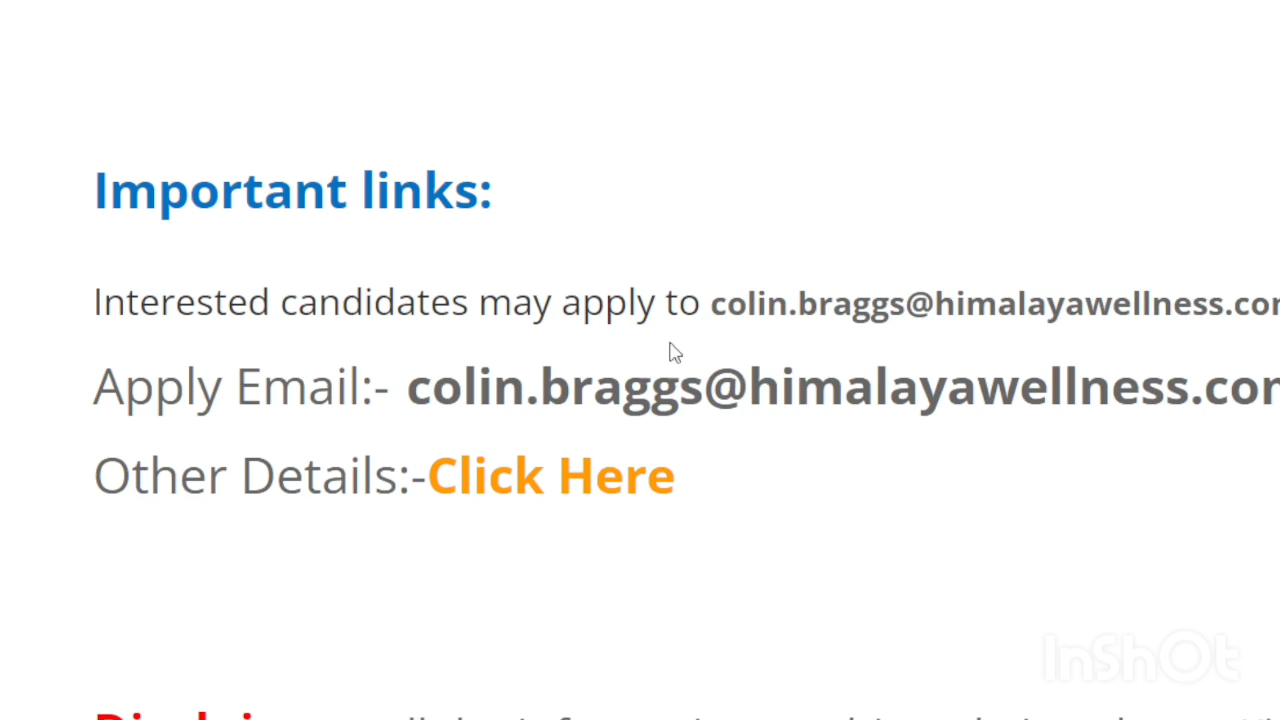 Important links:
Interested candidates may apply to colin.braggs@himalayawellness.co
Apply Email:- colin.braggs@himalayawellness.co
Other Details:-Click Here
InShOt